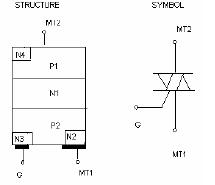 STRUCTURE SYMBOL
MT2
MT2
N4
P1
N1
P2
N3 N2
G
G MT1
MT1